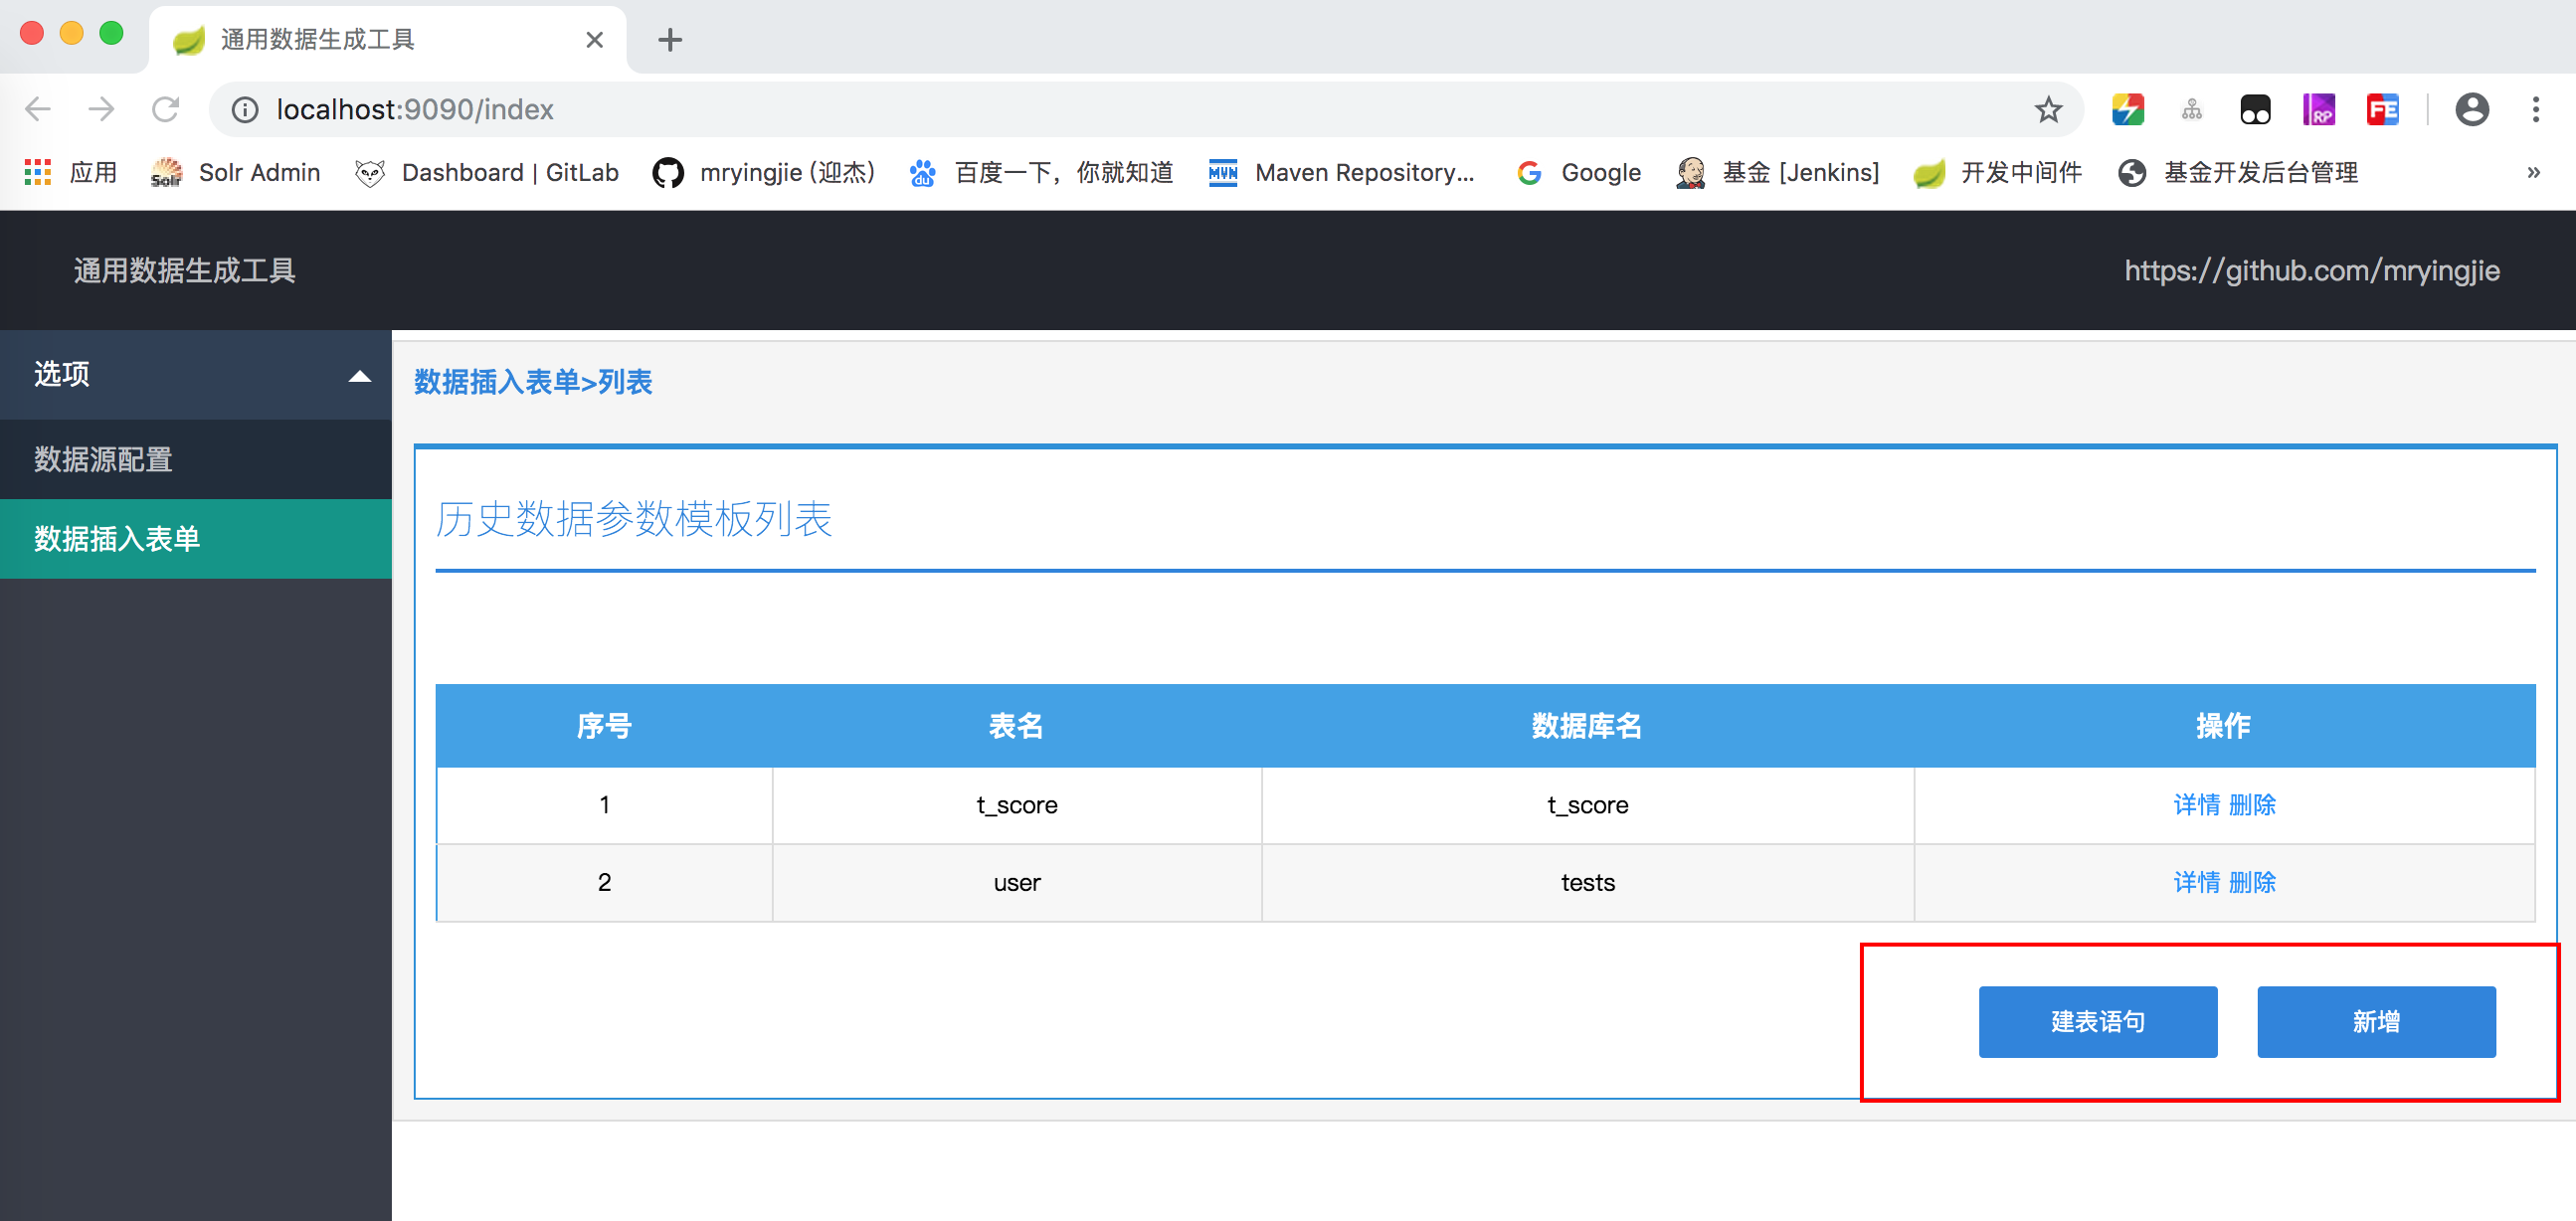 通用数据生成工具
localhost:9090/index
应用 Solr Admin Dashboard | GitLab mryingjie (迎杰) 百度一下，你就知道 Maven Repository... Google 基金 [Jenkins] 开发中间件 基金开发后台管理 »
通用数据生成工具 https://github.com/mryingjie
选项
数据源配置
数据插入表单
数据插入表单>列表
历史数据参数模板列表
序号 表名 数据库名 操作
1 t_score t_score 详情 删除
2 user tests 详情 删除
建表语句 新增